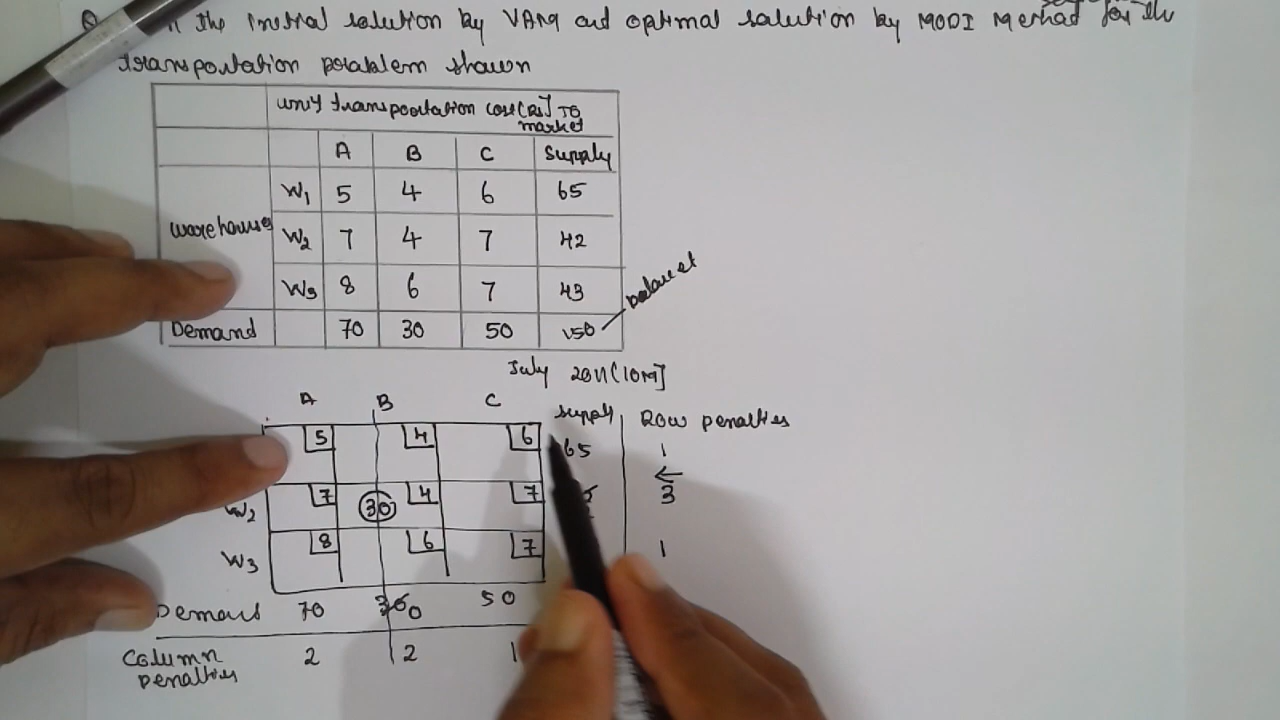 the Initial solution by VAM and optimal solution by MODI Method for the
transportation problem shown
unit transportation cost(Rs] To
market
A B C Supply
warehouses W1 5 4 6 65
W2 7 4 7 42
W3 8 6 7 43
Demand 70 30 50 150
balanced
July 2011(10M]
A B C supply Row penalties
5 4 6 65 1
W2 7 30 4 7 3
W3 8 6 7 1
Demand 70 30 0 50
Column 2 2 1
penalties